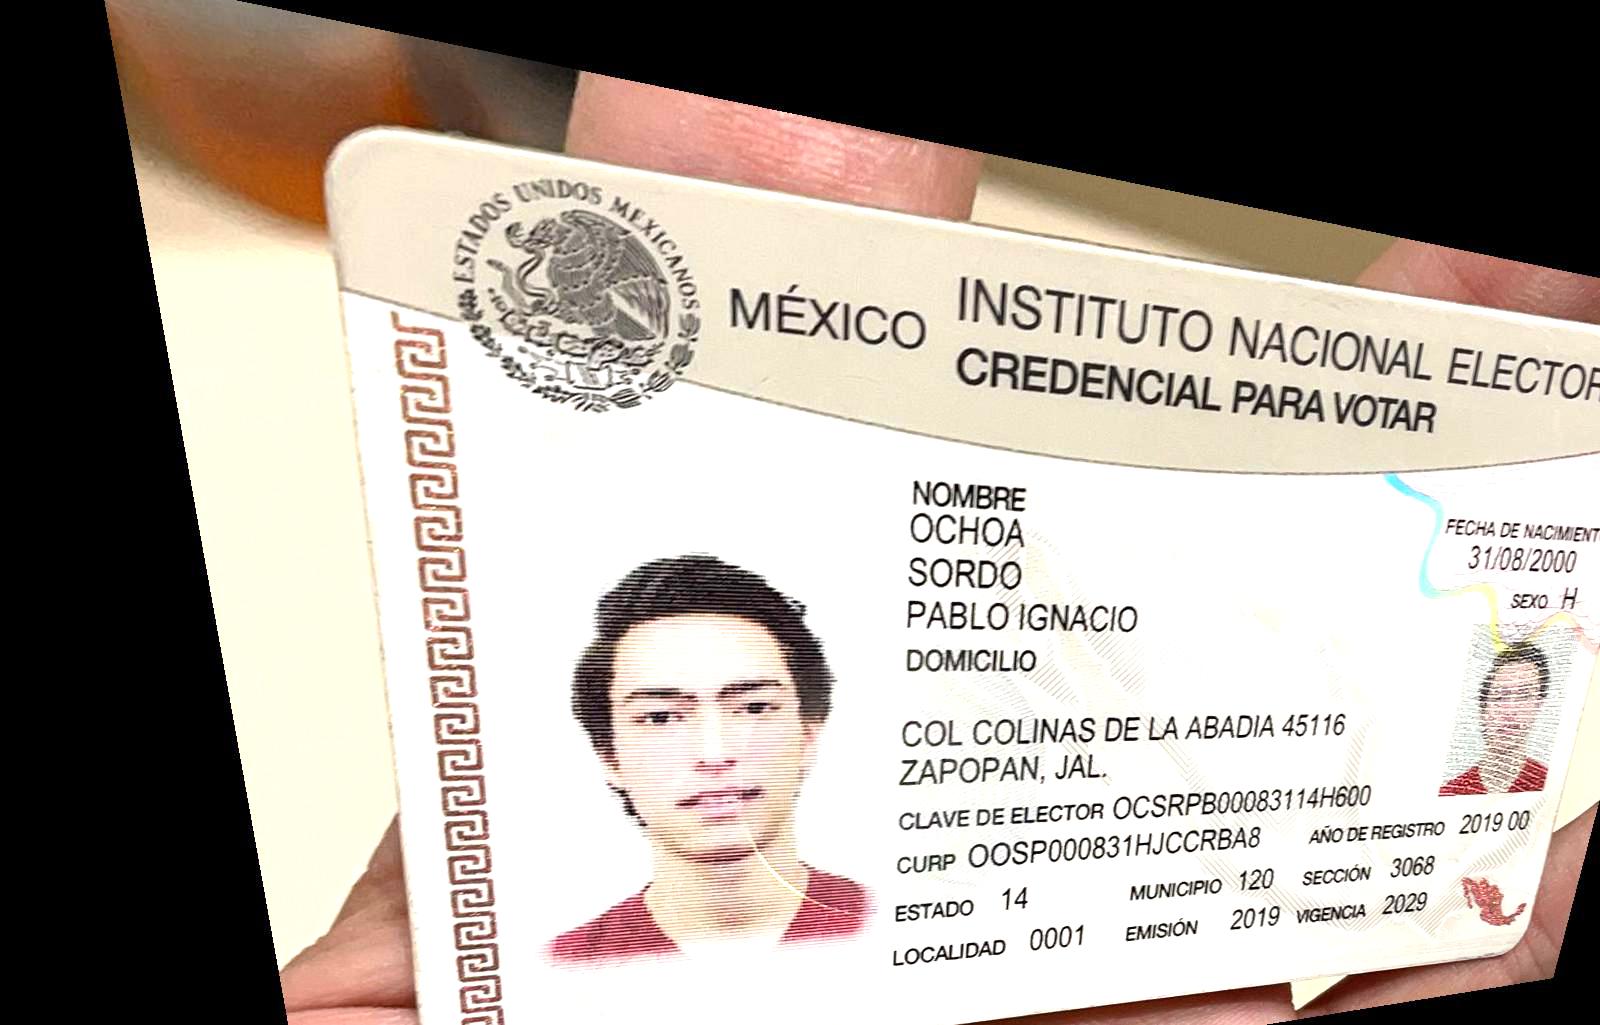 ESTADOS UNIDOS MEXICANOS
MÉXICO
INSTITUTO NACIONAL ELECTOR
CREDENCIAL PARA VOTAR
NOMBRE
OCHOA
SORDO
PABLO IGNACIO
FECHA DE NACIMIENT
31/08/2000
SEXO H
DOMICILIO
COL COLINAS DE LA ABADIA 45116
ZAPOPAN, JAL.
CLAVE DE ELECTOR OCSRPB00083114H600
CURP OOSP000831HJCCRBA8 AÑO DE REGISTRO 2019 00
ESTADO 14 MUNICIPIO 120 SECCIÓN 3068
LOCALIDAD 0001 EMISIÓN 2019 VIGENCIA 2029